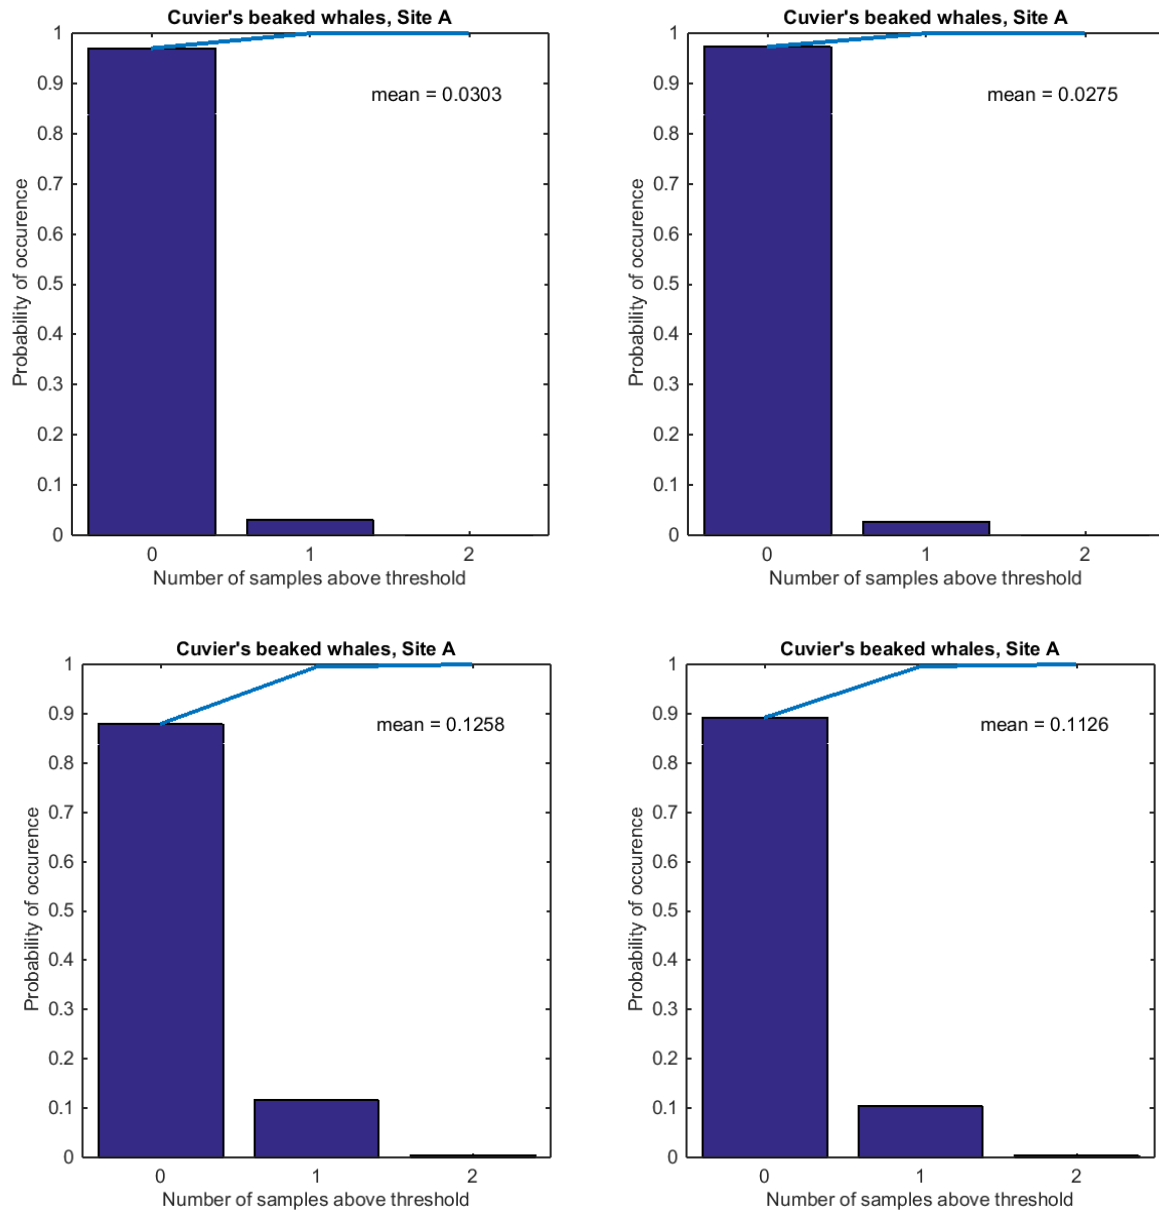 Cuvier's beaked whales, Site A
mean = 0.0303
Probability of occurence
1
0.9
0.8
0.7
0.6
0.5
0.4
0.3
0.2
0.1
0
0 1 2
Number of samples above threshold
Cuvier's beaked whales, Site A
mean = 0.0275
Probability of occurence
1
0.9
0.8
0.7
0.6
0.5
0.4
0.3
0.2
0.1
0
0 1 2
Number of samples above threshold
Cuvier's beaked whales, Site A
mean = 0.1258
Probability of occurence
1
0.9
0.8
0.7
0.6
0.5
0.4
0.3
0.2
0.1
0
0 1 2
Number of samples above threshold
Cuvier's beaked whales, Site A
mean = 0.1126
Probability of occurence
1
0.9
0.8
0.7
0.6
0.5
0.4
0.3
0.2
0.1
0
0 1 2
Number of samples above threshold